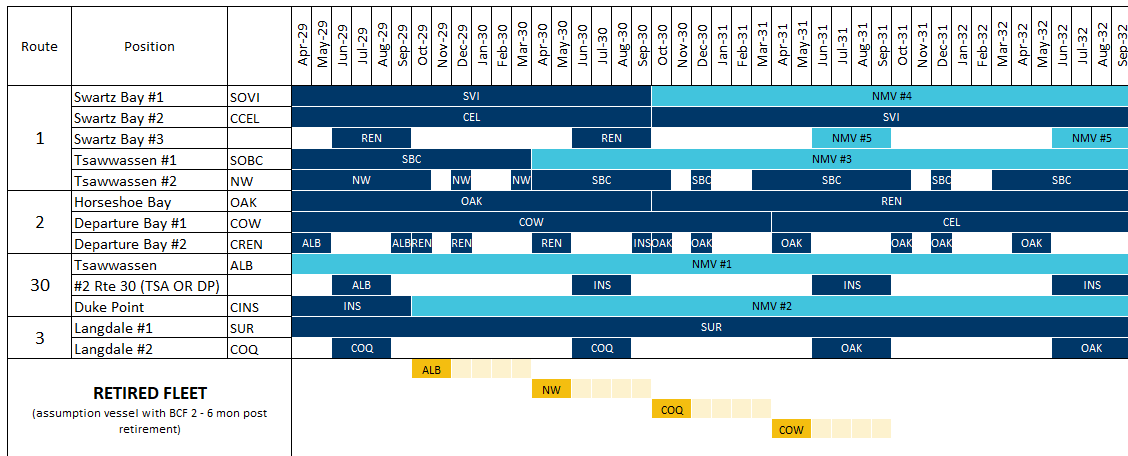 Route Position Apr-29 May-29 Jun-29 Jul-29 Aug-29 Sep-29 Oct-29 Nov-29 Dec-29 Jan-30 Feb-30 Mar-30 Apr-30 May-30 Jun-30 Jul-30 Aug-30 Sep-30 Oct-30 Nov-30 Dec-30 Jan-31 Feb-31 Mar-31 Apr-31 May-31 Jun-31 Jul-31 Aug-31 Sep-31 Oct-31 Nov-31 Dec-31 Jan-32 Feb-32 Mar-32 Apr-32 May-32 Jun-32 Jul-32 Aug-32 Sep-32
1
Swartz Bay #1 SOVI SVI NMV #4
Swartz Bay #2 CCEL CEL SVI
Swartz Bay #3 REN REN NMV #5 NMV #5
Tsawwassen #1 SOBC SBC NMV #3
Tsawwassen #2 NW NW NW NW SBC SBC SBC SBC SBC
2
Horseshoe Bay OAK OAK REN
Departure Bay #1 COW COW CEL
Departure Bay #2 CREN ALB ALB REN REN REN INS OAK OAK OAK OAK OAK OAK
30
Tsawwassen ALB NMV #1
#2 Rte 30 (TSA OR DP) ALB INS INS INS
Duke Point CINS INS NMV #2
3
Langdale #1 SUR SUR
Langdale #2 COQ COQ COQ OAK OAK
RETIRED FLEET
(assumption vessel with BCF 2 - 6 mon post
retirement)
ALB
NW
COQ
COW